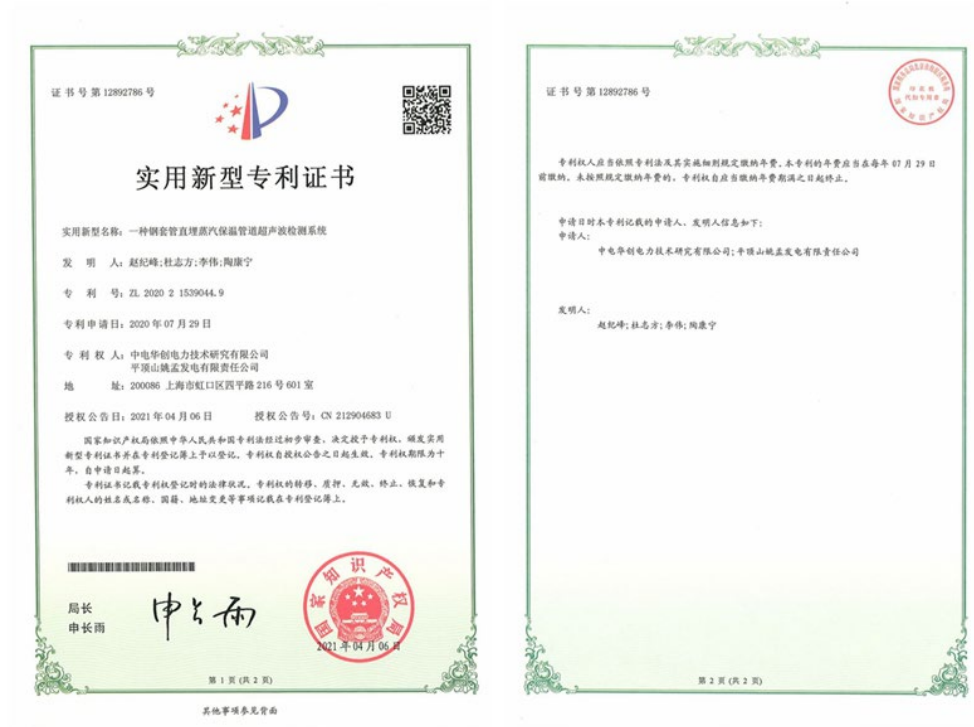 证书号第12892786号
实用新型专利证书
实用新型名称：一种钢套管直埋蒸汽保温管道超声波检测系统
发明人：赵纪峰;杜志方;李伟;陶康宁
专利号：ZL 2020 2 1539044.9
专利申请日：2020年07月29日
专利权人：中电华创电力技术研究有限公司
平顶山姚孟发电有限责任公司
地址：200086 上海市虹口区四平路216号601室
授权公告日：2021年04月06日 授权公告号：CN 212904683 U
国家知识产权局依照中华人民共和国专利法经过初步审查，决定授予专利权，颁发实用
新型专利证书并在专利登记簿上予以登记。专利权自授权公告之日起生效。专利权期限为十
年，自申请日起算。
专利证书记载专利权登记时的法律状况。专利权的转移、质押、无效、终止、恢复和专
利权人的姓名或名称、国籍、地址变更等事项记载在专利登记簿上。
局长
申长雨
申长雨
国家知识产权局
2021年04月06日
第 1 页 (共 2 页)
其他事项参见背面
证书号第12892786号
专利权人应当依照专利法及其实施细则规定缴纳年费。本专利的年费应当在每年07月29日
前缴纳。未按照规定缴纳年费的，专利权自应当缴纳年费期满之日起终止。
申请日时本专利记载的申请人、发明人信息如下：
申请人：
中电华创电力技术研究有限公司;平顶山姚孟发电有限责任公司
发明人：
赵纪峰;杜志方;李伟;陶康宁
第 2 页 (共 2 页)